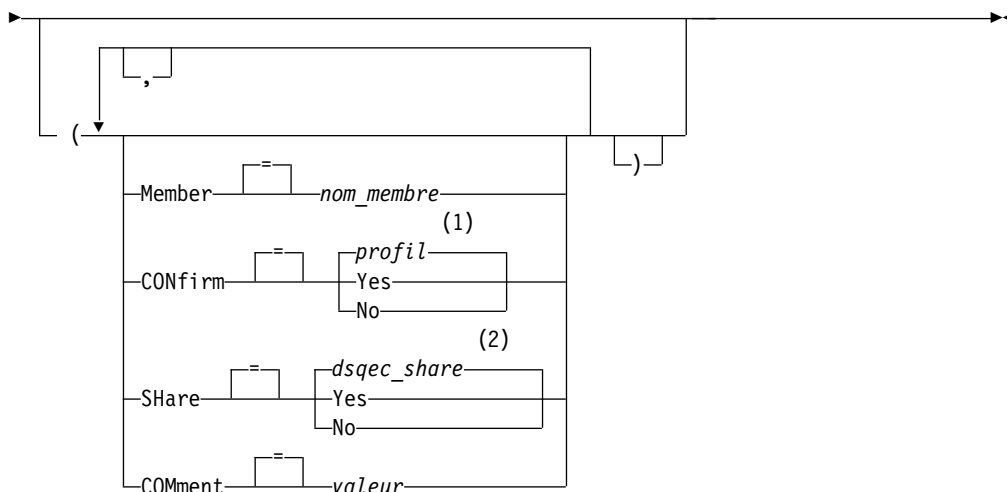 ,
(
)
Member = nom_membre
(1)
CONfirm = profil
Yes
No
(2)
SHare = dsqec_share
Yes
No
COMment = valeur